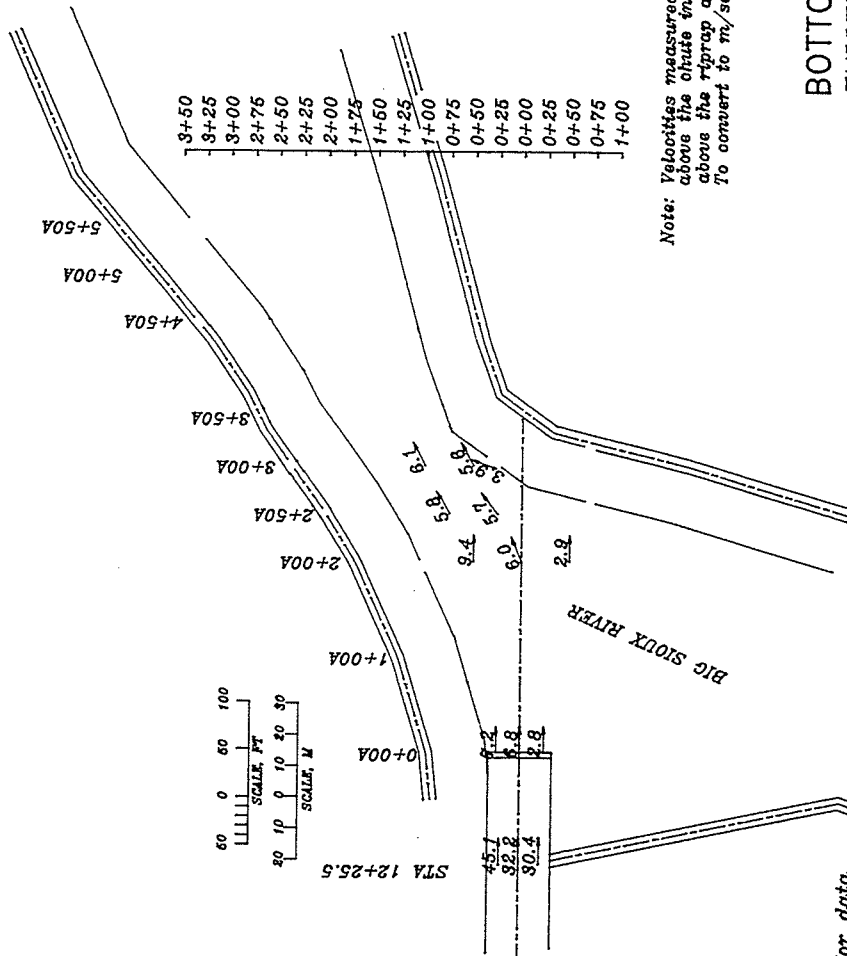 3+50
3+25
3+00
2+75
2+50
2+25
2+00
1+75
1+50
1+25
1+00
0+75
0+50
0+25
0+00
0+25
0+50
0+75
1+00
5+50A
5+00A
4+50A
3+50A
3+00A
2+50A
2+00A
1+00A
0+00A
50 0 50 100
SCALE, FT
20 10 0 10 20 30
SCALE, M
STA 12+25.5
6.1
5.6
3.9
5.8
5.7
9.4
6.0
2.9
BIG SIOUX RIVER
6.2
6.8
2.8
45.1
32.2
30.4
Note: Velocities measured
above the chute in
above the riprap
To convert to m/s
BOTTO
or data